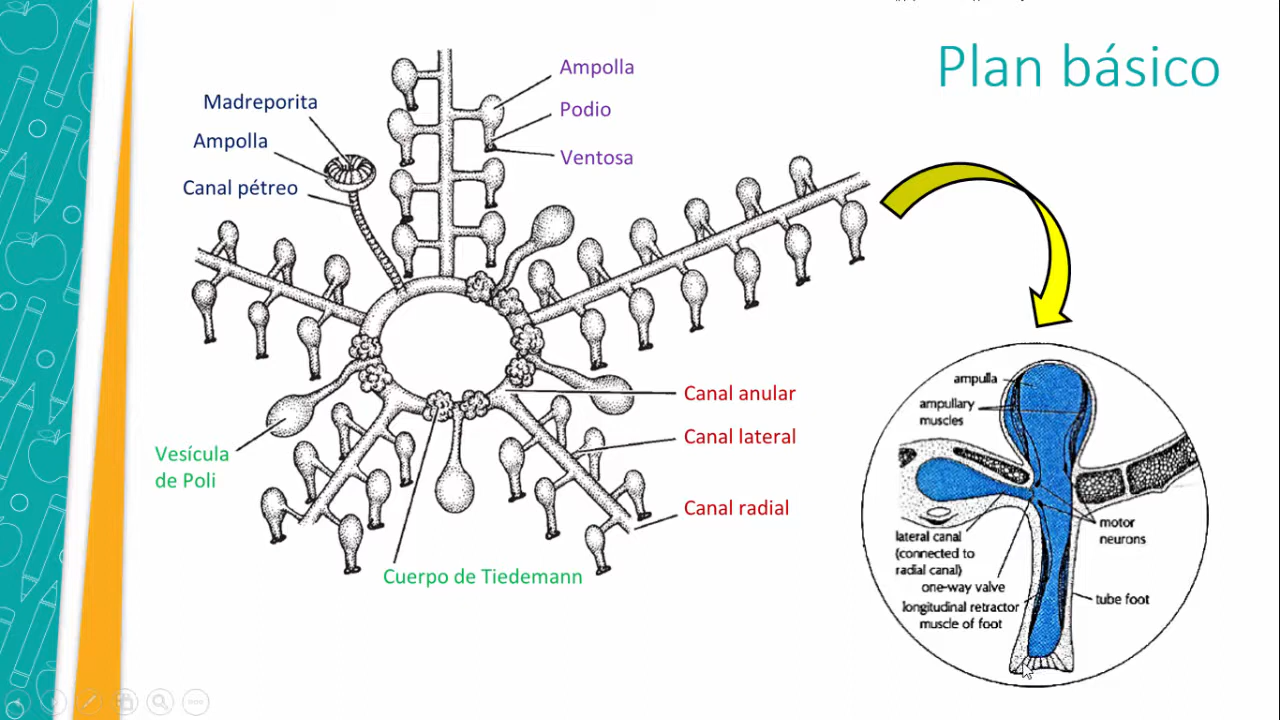 Plan básico
Madreporita
Ampolla
Canal pétreo
Ampolla
Podio
Ventosa
Canal anular
Canal lateral
Canal radial
Vesícula
de Poli
Cuerpo de Tiedemann
ampulla
ampullary
muscles
motor
neurons
lateral canal
(connected to
radial canal)
one-way valve
longitudinal retractor
muscle of foot
tube foot